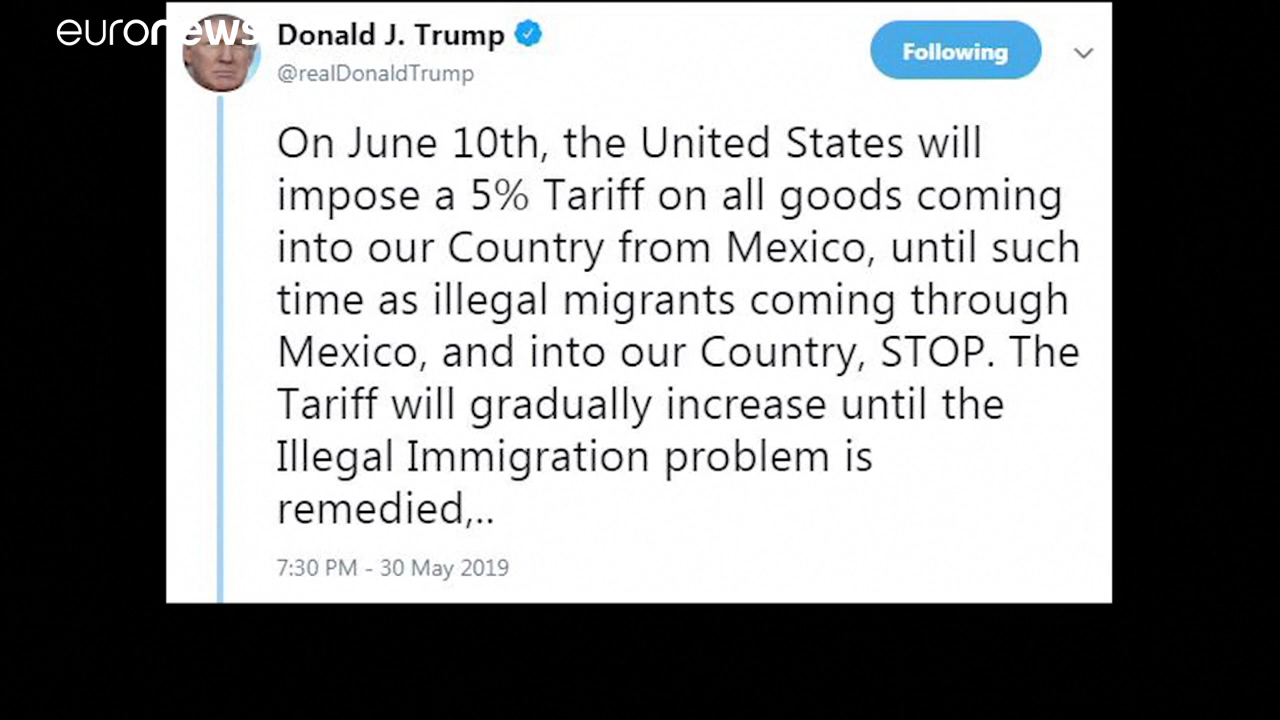 euronews.
Donald J. Trump
@realDonaldTrump
Following
On June 10th, the United States will
impose a 5% Tariff on all goods coming
into our Country from Mexico, until such
time as illegal migrants coming through
Mexico, and into our Country, STOP. The
Tariff will gradually increase until the
Illegal Immigration problem is
remedied,..
7:30 PM - 30 May 2019